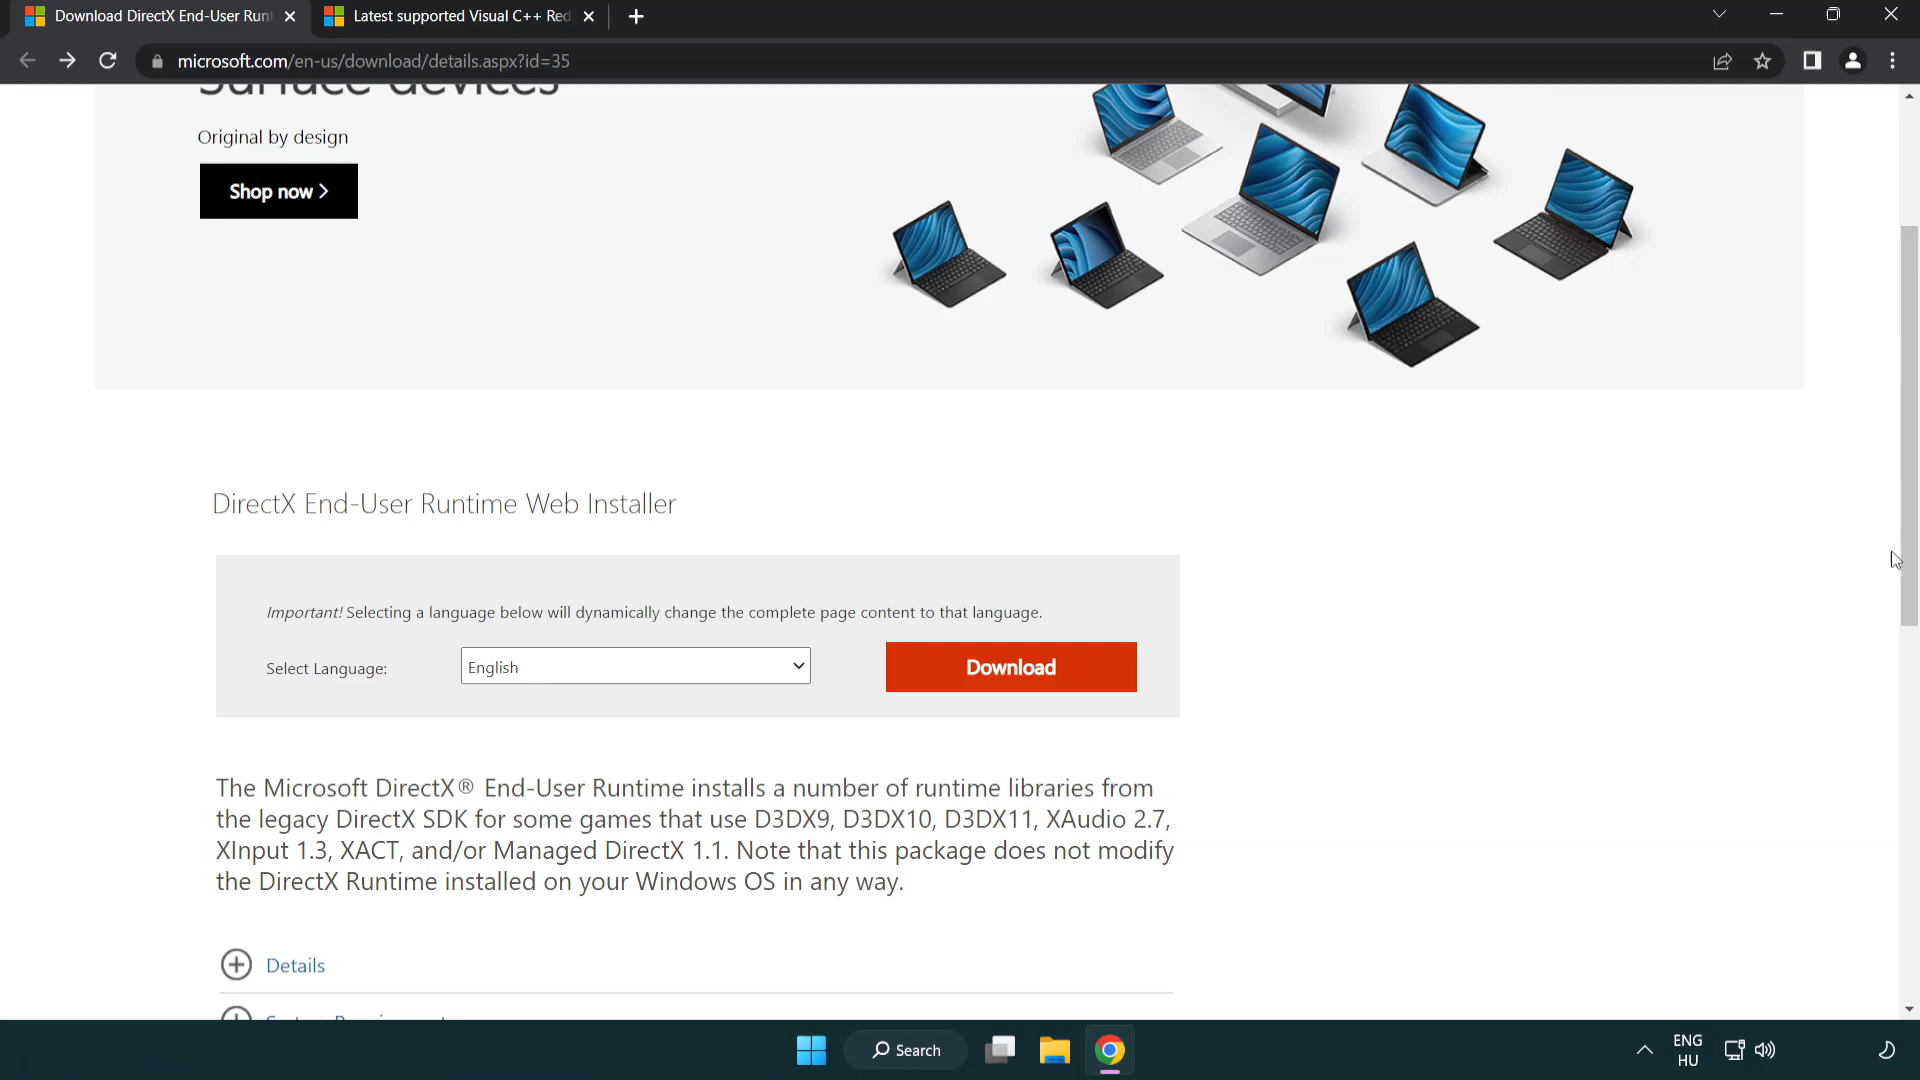 Download DirectX End-User Runt
Latest supported Visual C++ Red
microsoft.com/en-us/download/details.aspx?id=35
Surface devices
Original by design
Shop now
DirectX End-User Runtime Web Installer
Important! Selecting a language below will dynamically change the complete page content to that language.
Select Language:
English
Download
The Microsoft DirectX® End-User Runtime installs a number of runtime libraries from
the legacy DirectX SDK for some games that use D3DX9, D3DX10, D3DX11, XAudio 2.7,
XInput 1.3, XACT, and/or Managed DirectX 1.1. Note that this package does not modify
the DirectX Runtime installed on your Windows OS in any way.
Details
Search
ENG
HU